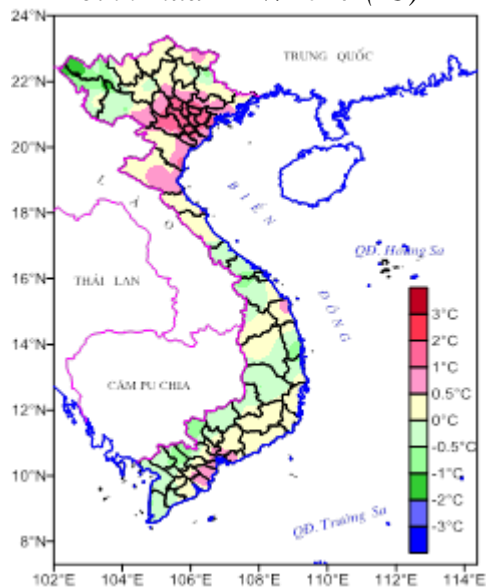 24°N
22°N
20°N
18°N
16°N
14°N
12°N
10°N
8°N
102°E 104°E 106°E 108°E 110°E 112°E 114°E
TRUNG QUỐC
LÀO
BIỂN ĐÔNG
THÁI LAN
QĐ. Hoàng Sa
CĂM PU CHIA
QĐ. Trường Sa
3°C
2°C
1°C
0.5°C
0°C
-0.5°C
-1°C
-2°C
-3°C